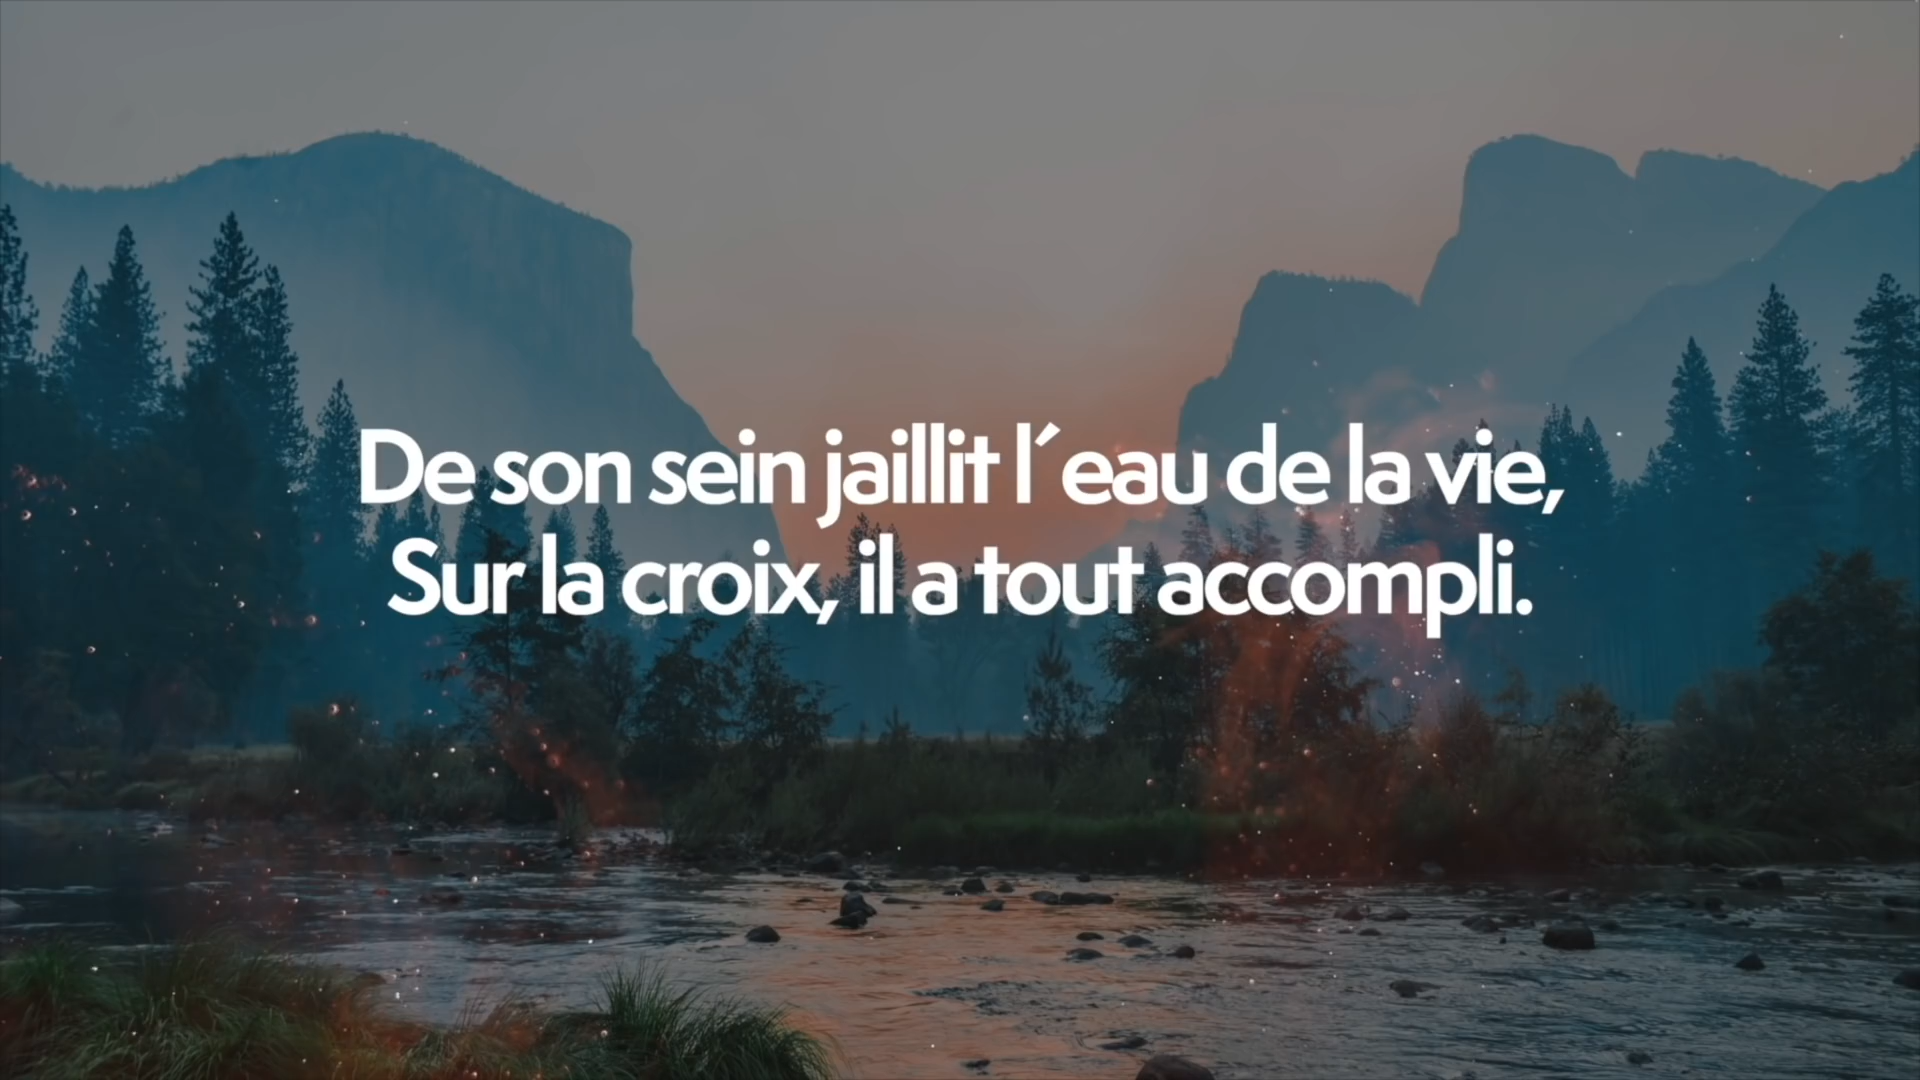 De son sein jaillit l´eau de la vie,
Sur la croix, il a tout accompli.